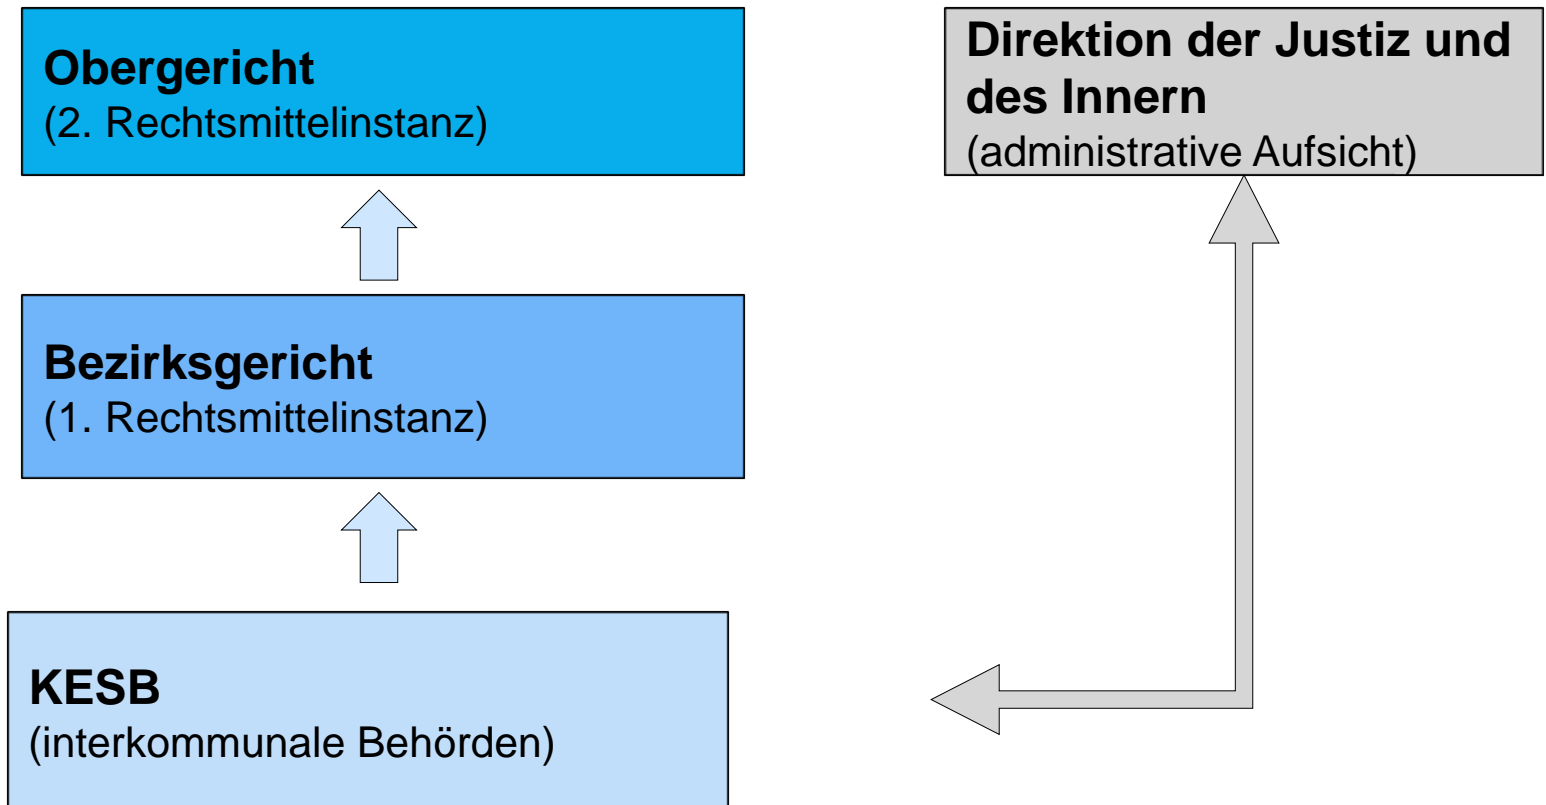 Obergericht
(2. Rechtsmittelinstanz)
Direktion der Justiz und
des Innern
(administrative Aufsicht)
Bezirksgericht
(1. Rechtsmittelinstanz)
KESB
(interkommunale Behörden)